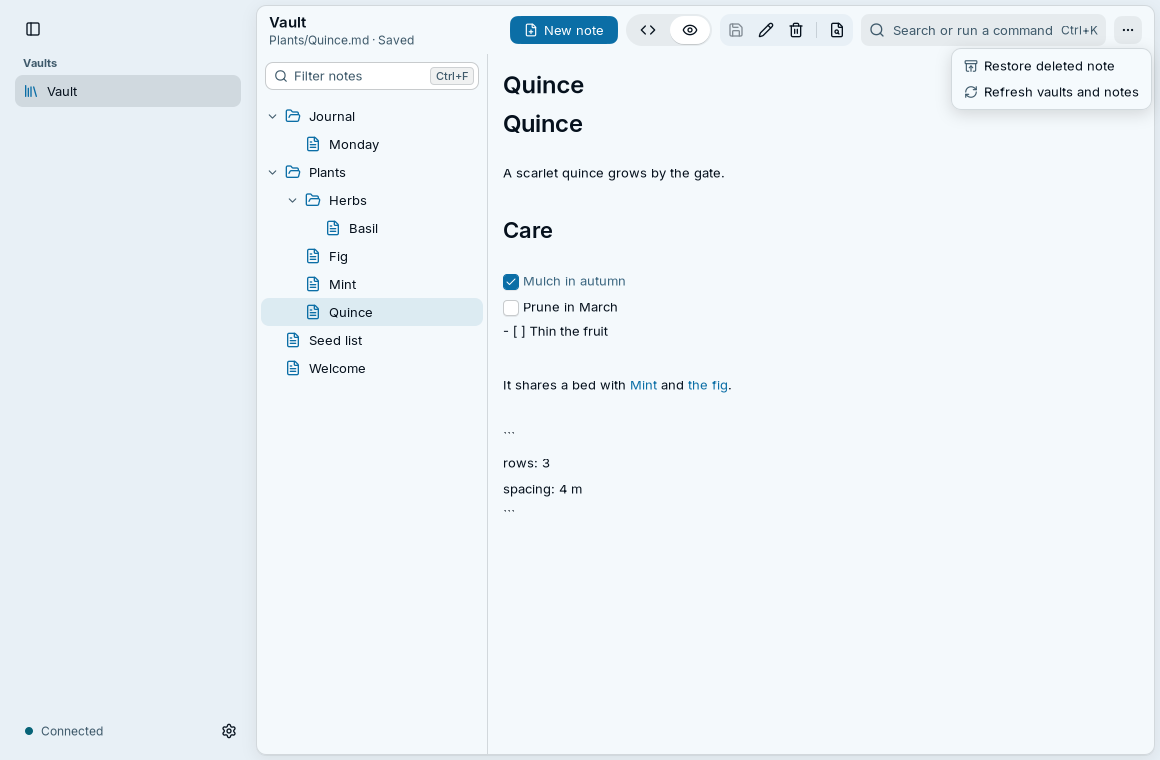 Vaults
Vault
Connected
Vault
Plants/Quince.md · Saved
New note
Search or run a command Ctrl+K
Restore deleted note
Refresh vaults and notes
Filter notes Ctrl+F
Journal
Monday
Plants
Herbs
Basil
Fig
Mint
Quince
Seed list
Welcome
Quince
Quince
A scarlet quince grows by the gate.
Care
Mulch in autumn
Prune in March
- [ ] Thin the fruit
It shares a bed with Mint and the fig.
```
rows: 3
spacing: 4 m
```